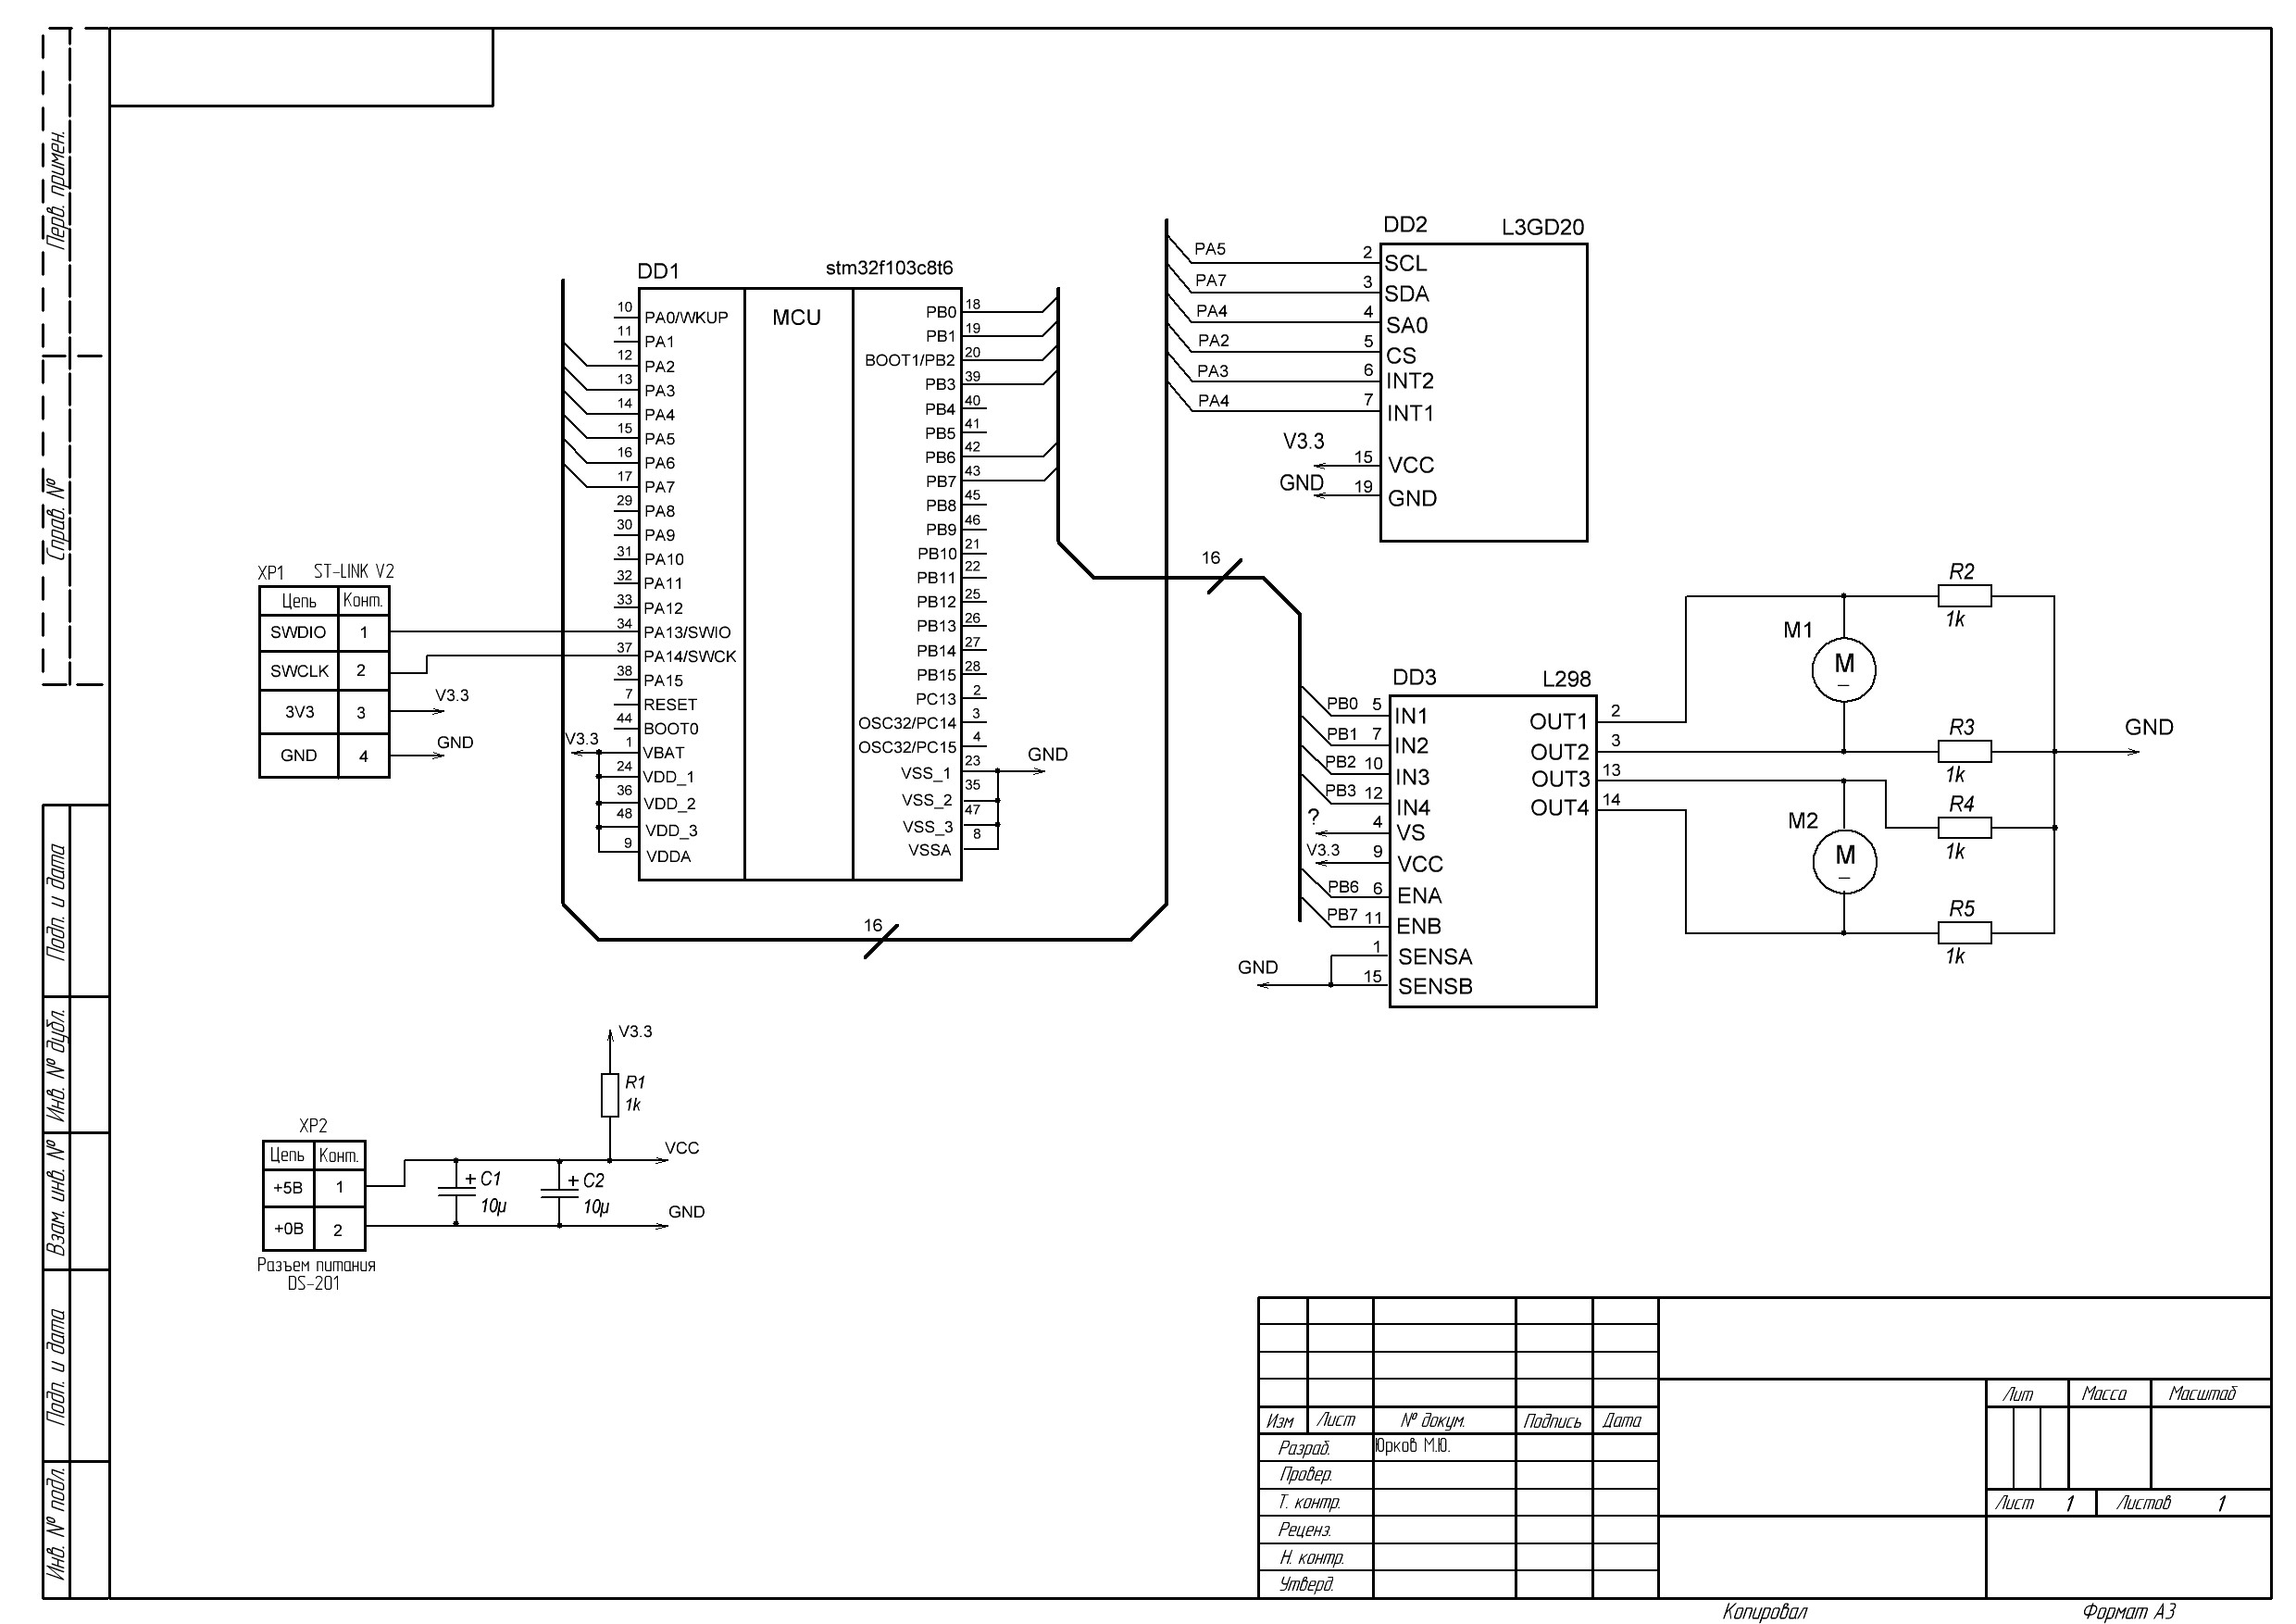 Перв. примен.
Справ. №
Подп. и дата
Инв. № дубл.
Взам. инв. №
Подп. и дата
Инв. № подл.
DD1 stm32f103c8t6
MCU
10 PA0/WKUP
11 PA1
12 PA2
13 PA3
14 PA4
15 PA5
16 PA6
17 PA7
29 PA8
30 PA9
31 PA10
32 PA11
33 PA12
34 PA13/SWIO
37 PA14/SWCK
38 PA15
7 RESET
44 BOOT0
V3.3 1 VBAT
24 VDD_1
36 VDD_2
48 VDD_3
9 VDDA
PB0 18
PB1 19
BOOT1/PB2 20
PB3 39
PB4 40
PB5 41
PB6 42
PB7 43
PB8 45
PB9 46
PB10 21
PB11 22
PB12 25
PB13 26
PB14 27
PB15 28
PC13 2
OSC32/PC14 3
OSC32/PC15 4
VSS_1 23 GND
VSS_2 35
VSS_3 47
VSSA 8
16
16
XP1 ST-LINK V2
Цепь Конт.
SWDIO 1
SWCLK 2
3V3 3 V3.3
GND 4 GND
DD2 L3GD20
PA5 2 SCL
PA7 3 SDA
PA4 4 SA0
PA2 5 CS
PA3 6 INT2
PA4 7 INT1
V3.3 15 VCC
GND 19 GND
DD3 L298
PB0 5 IN1
PB1 7 IN2
PB2 10 IN3
PB3 12 IN4
? 4 VS
V3.3 9 VCC
PB6 6 ENA
PB7 11 ENB
1 SENSA
GND 15 SENSB
OUT1 2
OUT2 3
OUT3 13
OUT4 14
M1
M
M2
M
R2
1k
R3
1k
R4
1k
R5
1k
GND
V3.3
R1
1k
XP2
Цепь Конт.
+5В 1
+0В 2
Разъем питания
DS-201
+ C1
10µ
+ C2
10µ
VCC
GND
Изм Лист № докум. Подпись Дата
Разраб. Юрков М.Ю.
Провер.
Т. контр.
Реценз.
Н. контр.
Утверд.
Лит Масса Масштаб
Лист 1 Листов 1
Копировал Формат А3